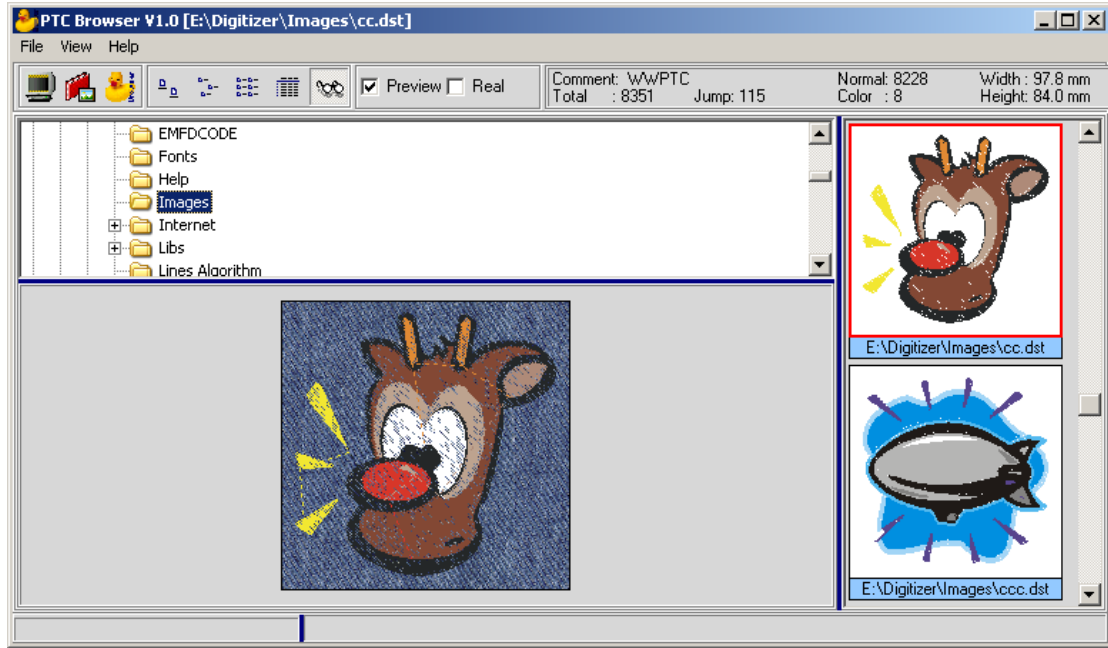 PTC Browser V1.0 [E:\Digitizer\Images\cc.dst]
File View Help
Preview Real
Comment: WWPTC Normal: 8228 Width : 97.8 mm
Total : 8351 Jump: 115 Color : 8 Height: 84.0 mm
EMFDCODE
Fonts
Help
Images
Internet
Libs
Lines Algorithm
E:\Digitizer\Images\cc.dst
E:\Digitizer\Images\ccc.dst